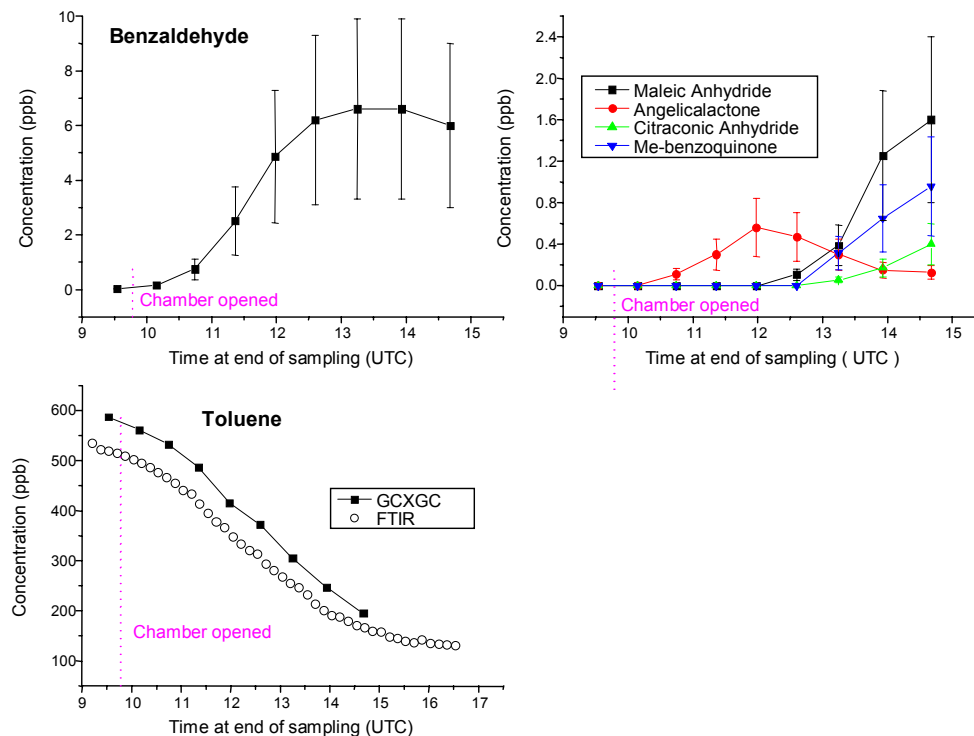 Benzaldehyde
Concentration (ppb)
10
8
6
4
2
0
Chamber opened
9 10 11 12 13 14 15
Time at end of sampling (UTC)
Concentration (ppb)
2.4
2.0
1.6
1.2
0.8
0.4
0.0
Maleic Anhydride
Angelicalactone
Citraconic Anhydride
Me-benzoquinone
Chamber opened
9 10 11 12 13 14 15
Time at end of sampling ( UTC )
Toluene
Concentration (ppb)
600
500
400
300
200
100
GCXGC
FTIR
Chamber opened
9 10 11 12 13 14 15 16 17
Time at end of sampling (UTC)